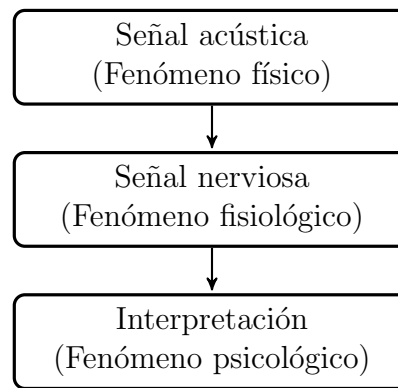 Señal acústica
(Fenómeno físico)
Señal nerviosa
(Fenómeno fisiológico)
Interpretación
(Fenómeno psicológico)